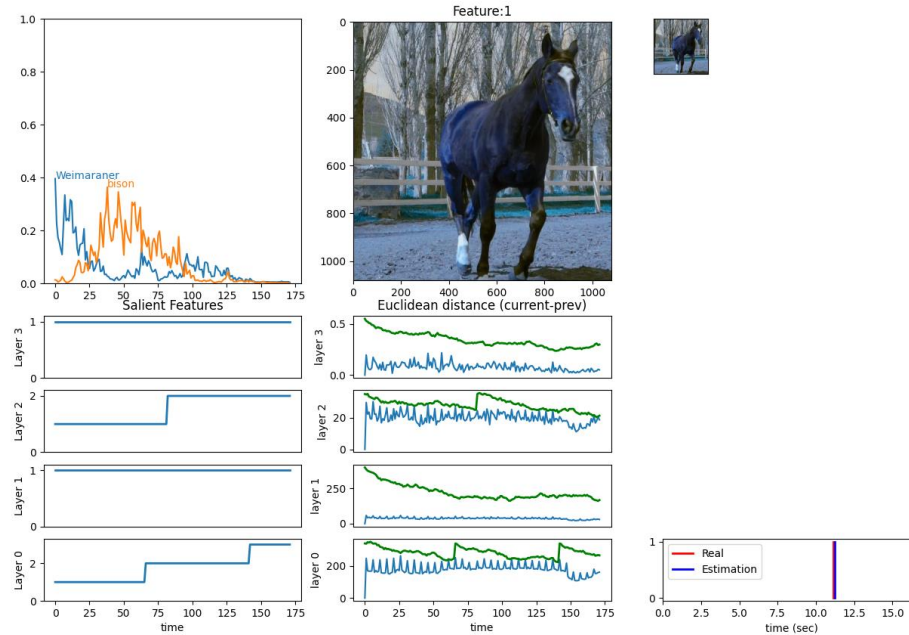 Feature:1
1.0
0.8
0.6
0.4
0.2
0.0
Weimaraner
bison
0 25 50 75 100 125 150 175
0
200
400
600
800
1000
0 200 400 600 800 1000
Salient Features
Euclidean distance (current-prev)
Layer 3
1
0
layer 3
0.5
0.0
Layer 2
2
0
layer 2
20
0
Layer 1
1
0
layer 1
250
0
Layer 0
2
0
layer 0
200
0
0 25 50 75 100 125 150 175
time
0 25 50 75 100 125 150 175
time
1
0
Real
Estimation
0.0 2.5 5.0 7.5 10.0 12.5 15.0
time (sec)